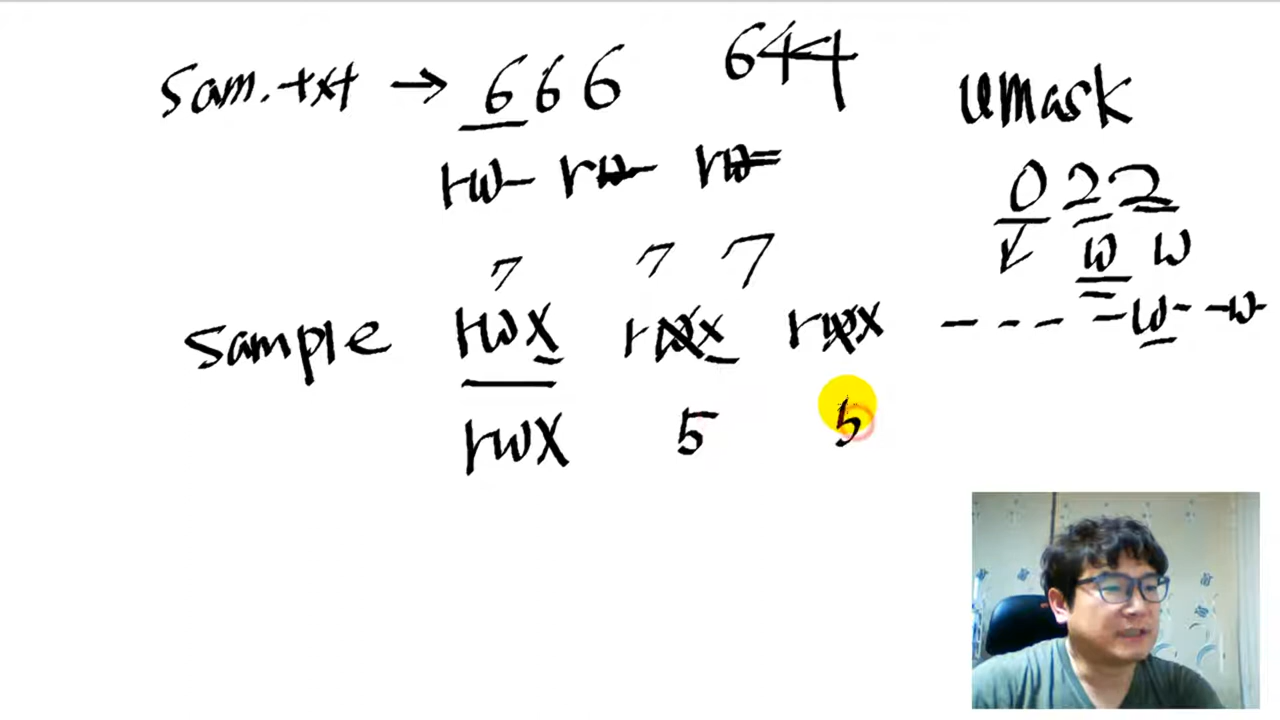 sam.txt → 666 644
umask
rw- rw- rw-
022
7 7 7
w w
sample rwx rwx rwx --- -w- -w-
rwx 5 5